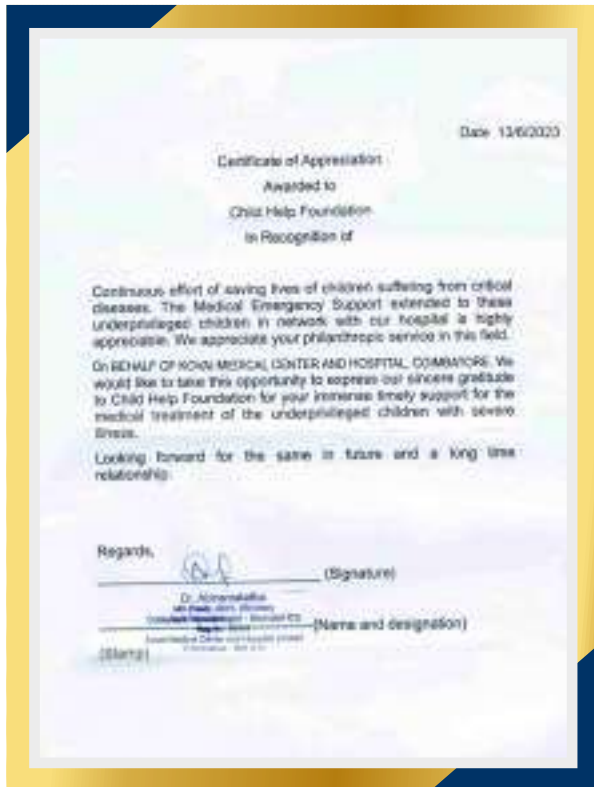 Date 13/6/2023
Certificate of Appreciation
Awarded to
Child Help Foundation
In Recognition of
Continuous effort of saving lives of children suffering from critical
diseases. The Medical Emergency Support extended to these
underprivileged children in network with our hospital is highly
appreciable. We appreciate your philanthropic service in this field.
On BEHALF OF KOVAI MEDICAL CENTER AND HOSPITAL, COIMBATORE. We
would like to take this opportunity to express our sincere gratitude
to Child Help Foundation for your immense timely support for the
medical treatment of the underprivileged children with severe
illness.
Looking forward for the same in future and a long time
relationship.
Regards,
(Signature)
Dr.
(Name and designation)
(Stamp)